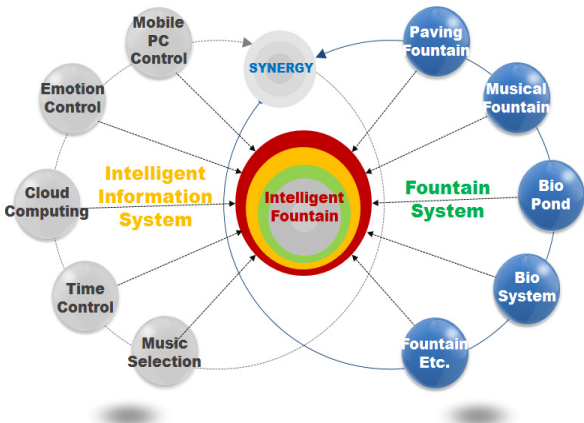 Mobile
PC
Control
Emotion
Control
Cloud
Computing
Time
Control
Music
Selection
Intelligent
Information
System
SYNERGY
Intelligent
Fountain
Fountain
System
Paving
Fountain
Musical
Fountain
Bio
Pond
Bio
System
Fountain
Etc.